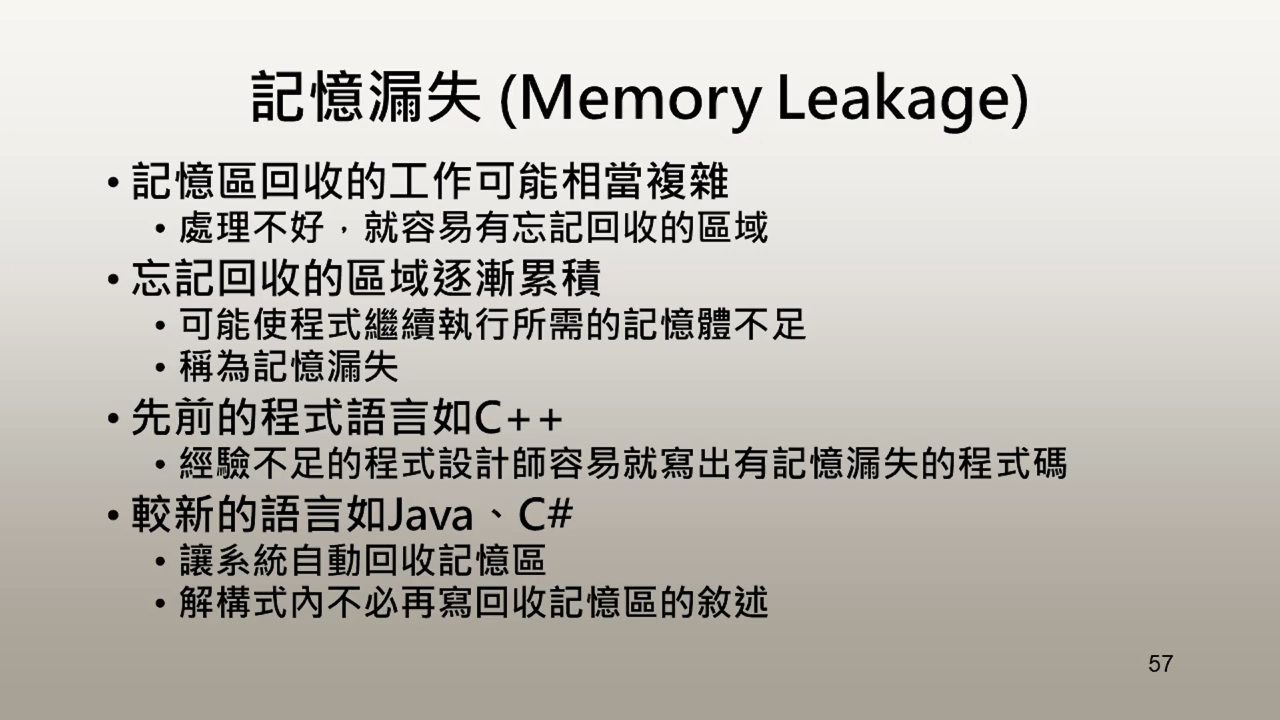 記憶漏失 (Memory Leakage)
• 記憶區回收的工作可能相當複雜
• 處理不好，就容易有忘記回收的區域
• 忘記回收的區域逐漸累積
• 可能使程式繼續執行所需的記憶體不足
• 稱為記憶漏失
• 先前的程式語言如C++
• 經驗不足的程式設計師容易就寫出有記憶漏失的程式碼
• 較新的語言如Java、C#
• 讓系統自動回收記憶區
• 解構式內不必再寫回收記憶區的敘述
57